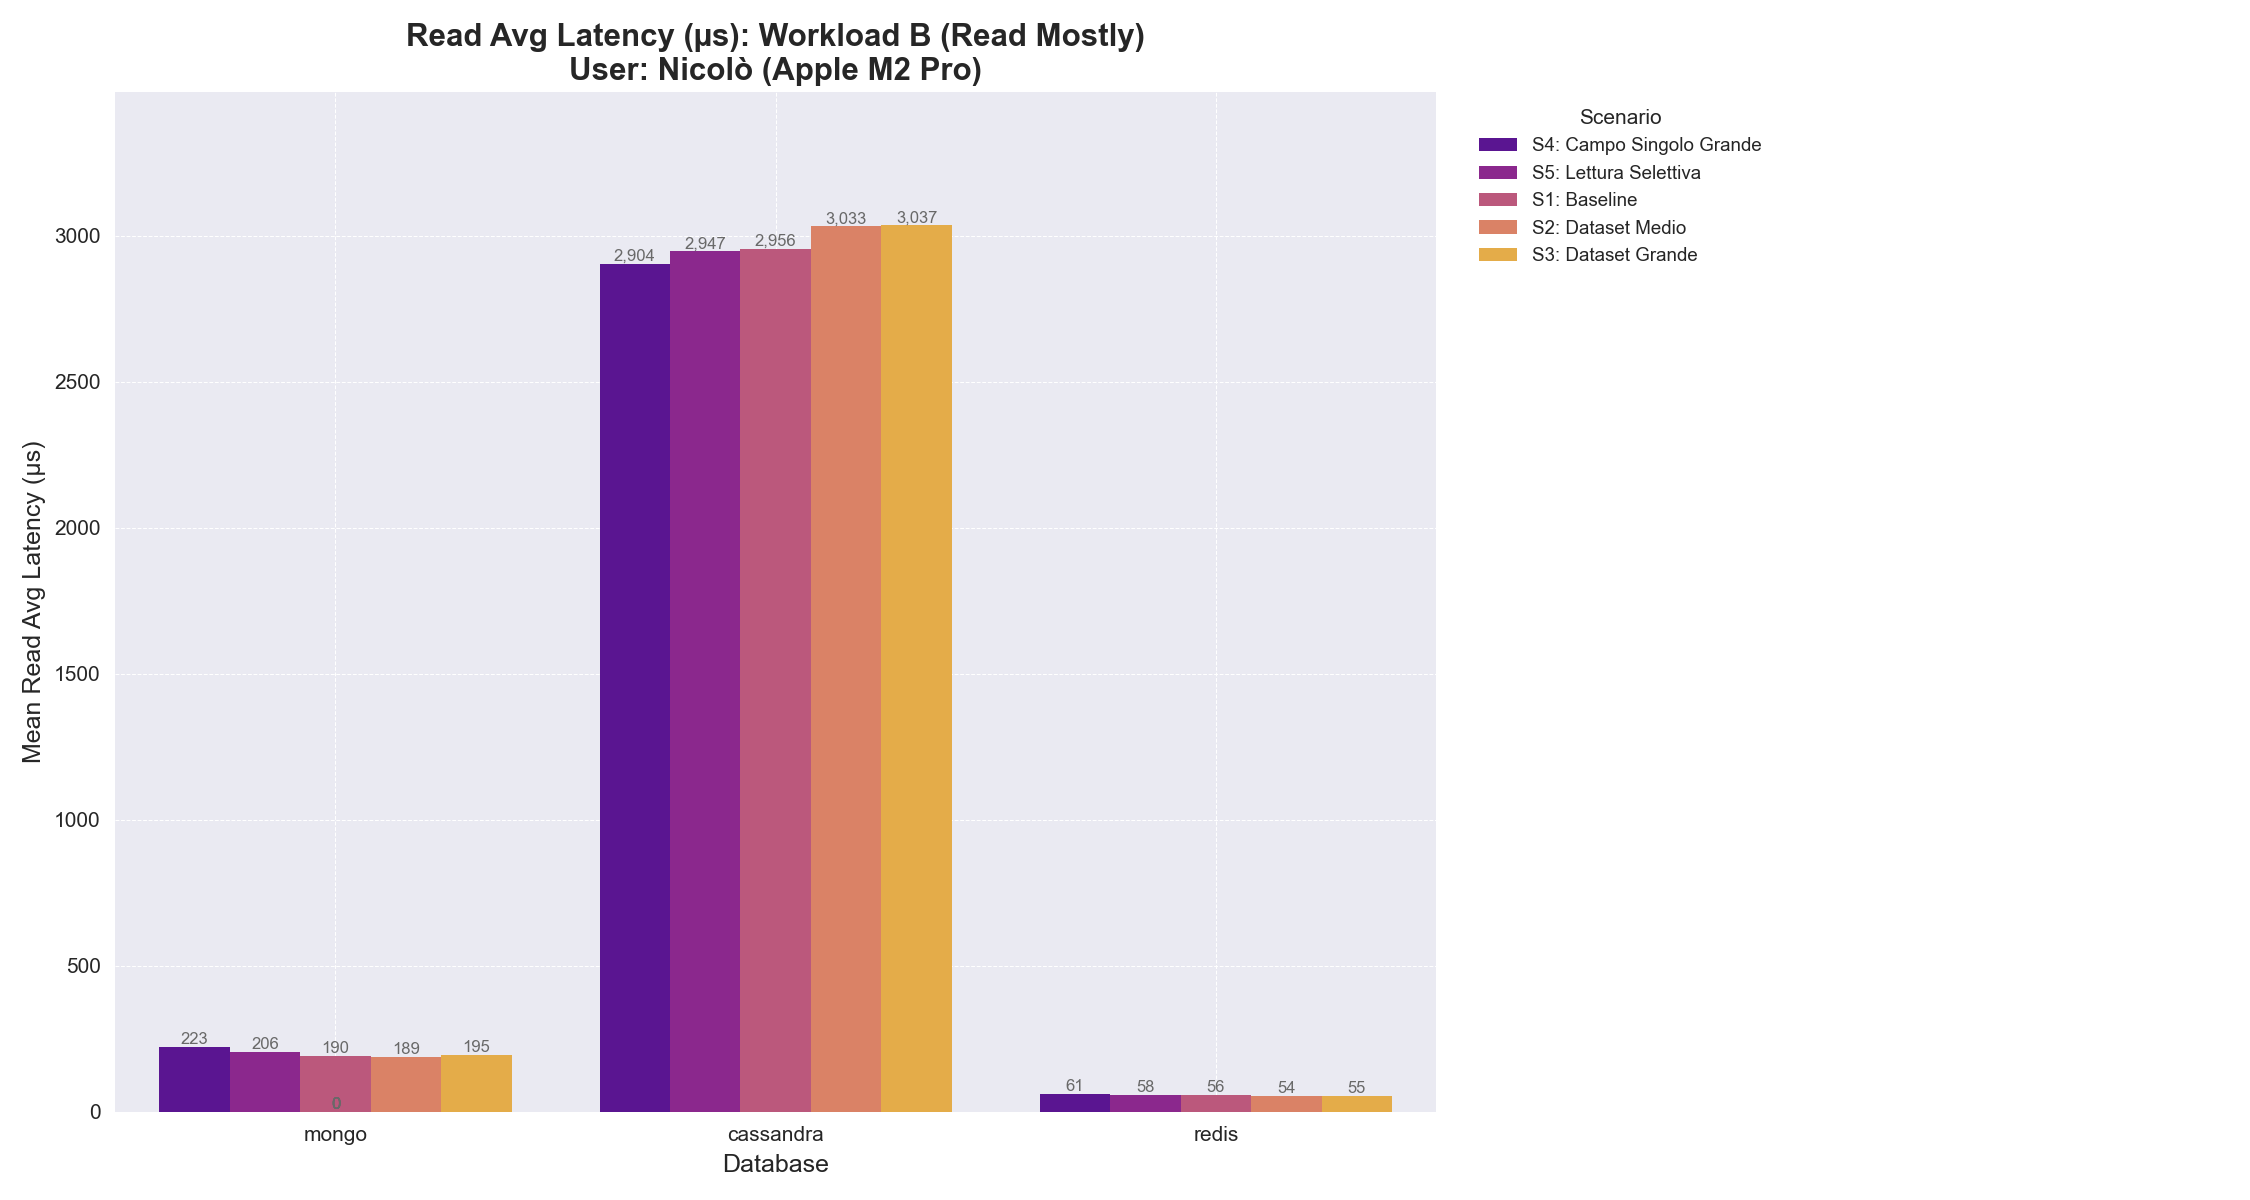 Read Avg Latency (µs): Workload B (Read Mostly)
User: Nicolò (Apple M2 Pro)
Scenario
S4: Campo Singolo Grande
S5: Lettura Selettiva
S1: Baseline
S2: Dataset Medio
S3: Dataset Grande
Mean Read Avg Latency (µs)
3000
2500
2000
1500
1000
500
0
223
206
190
189
195
0
2,904
2,947
2,956
3,033
3,037
61
58
56
54
55
mongo
cassandra
redis
Database